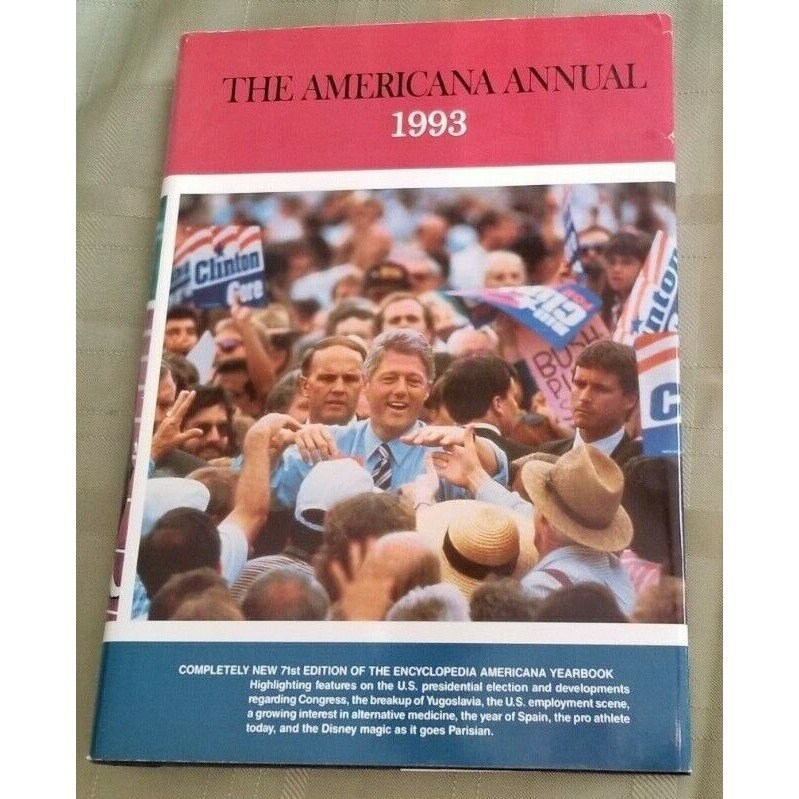 THE AMERICANA ANNUAL
1993
Clinton
Gore
BUSH
C
COMPLETELY NEW 71st EDITION OF THE ENCYCLOPEDIA AMERICANA YEARBOOK
Highlighting features on the U.S. presidential election and developments
regarding Congress, the breakup of Yugoslavia, the U.S. employment scene,
a growing interest in alternative medicine, the year of Spain, the pro athlete
today, and the Disney magic as it goes Parisian.